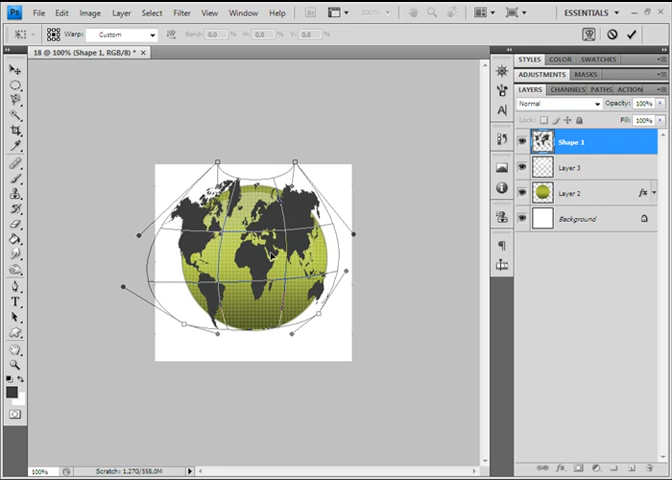 Ps File Edit Image Layer Select Filter View Window Help Br 100% ESSENTIALS
Warp: Custom Bend: 0,0 % H: 0,0 % V: 0,0 %
18 @ 100% (Shape 1, RGB/8) *
STYLES COLOR SWATCHES
ADJUSTMENTS MASKS
LAYERS CHANNELS PATHS ACTION
Normal Opacity: 100%
Lock: Fill: 100%
Shape 1
Layer 3
Layer 2 fx
Background
100% Scratch: 1,27G/558,0M